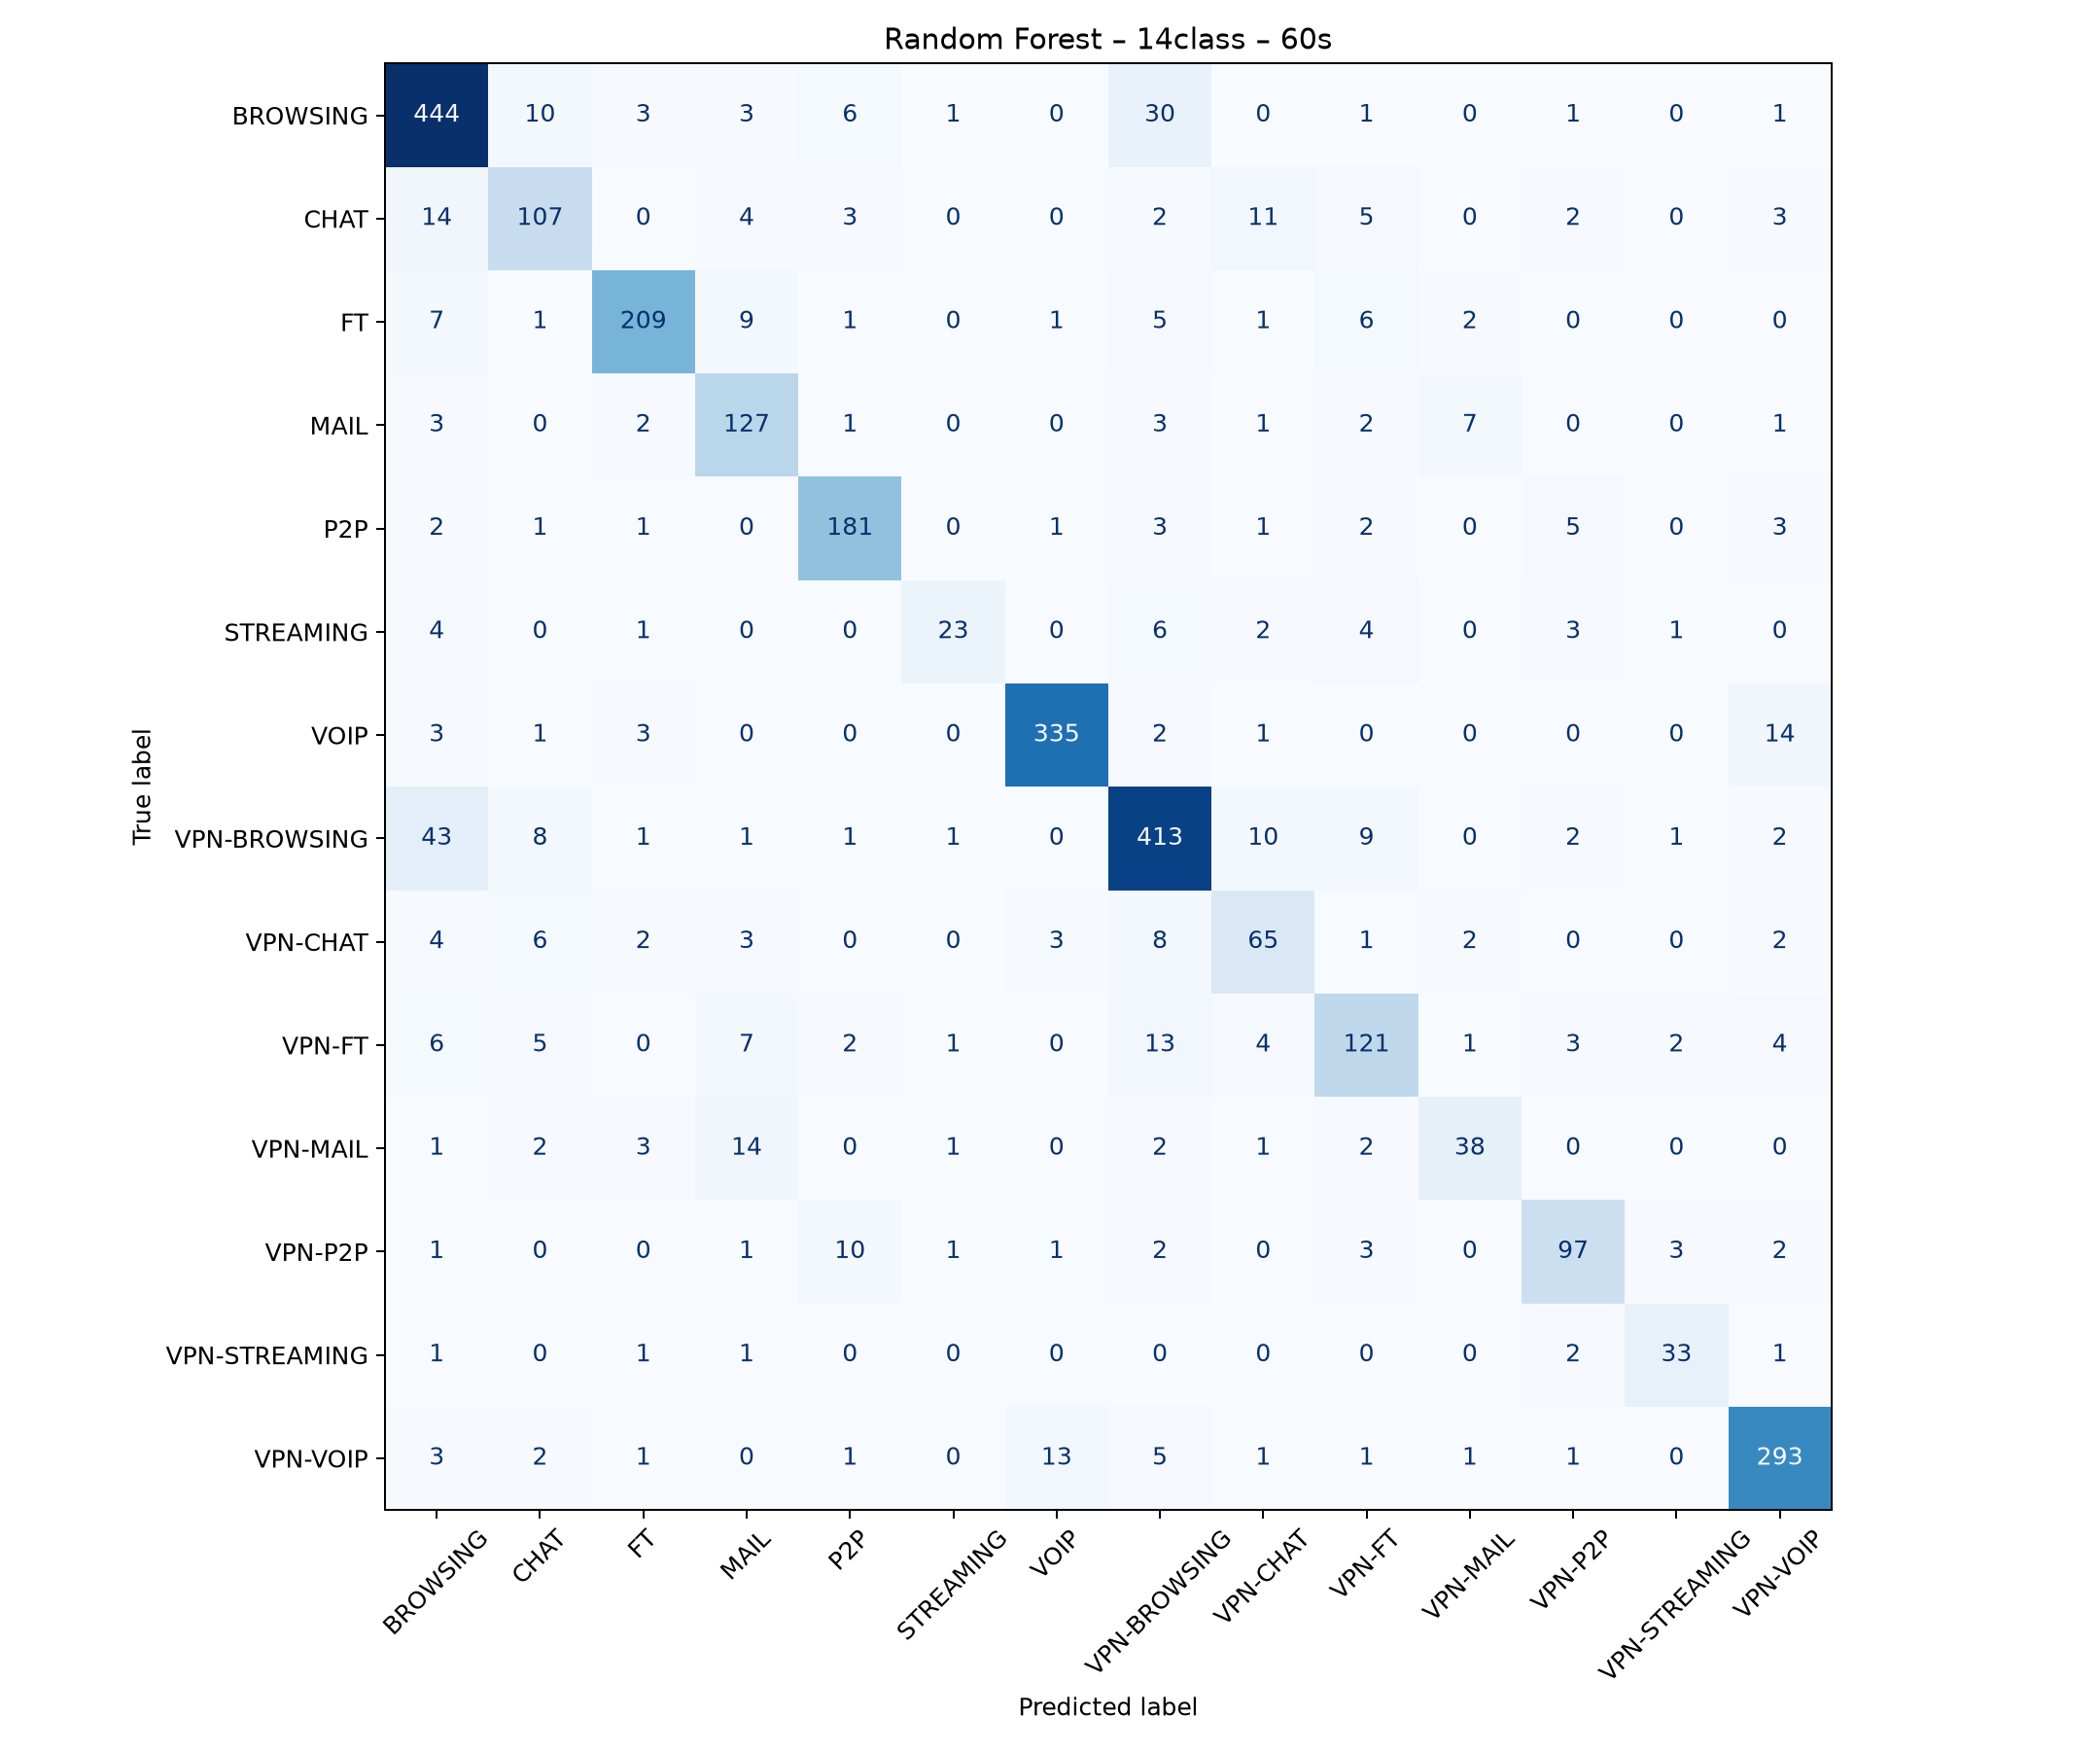 Random Forest – 14class – 60s
BROWSING 444 10 3 3 6 1 0 30 0 1 0 1 0 1
CHAT 14 107 0 4 3 0 0 2 11 5 0 2 0 3
FT 7 1 209 9 1 0 1 5 1 6 2 0 0 0
MAIL 3 0 2 127 1 0 0 3 1 2 7 0 0 1
P2P 2 1 1 0 181 0 1 3 1 2 0 5 0 3
STREAMING 4 0 1 0 0 23 0 6 2 4 0 3 1 0
VOIP 3 1 3 0 0 0 335 2 1 0 0 0 0 14
True label
VPN-BROWSING 43 8 1 1 1 1 0 413 10 9 0 2 1 2
VPN-CHAT 4 6 2 3 0 0 3 8 65 1 2 0 0 2
VPN-FT 6 5 0 7 2 1 0 13 4 121 1 3 2 4
VPN-MAIL 1 2 3 14 0 1 0 2 1 2 38 0 0 0
VPN-P2P 1 0 0 1 10 1 1 2 0 3 0 97 3 2
VPN-STREAMING 1 0 1 1 0 0 0 0 0 0 0 2 33 1
VPN-VOIP 3 2 1 0 1 0 13 5 1 1 1 1 0 293
BROWSING CHAT FT MAIL P2P STREAMING VOIP VPN-BROWSING VPN-CHAT VPN-FT VPN-MAIL VPN-P2P VPN-STREAMING VPN-VOIP
Predicted label